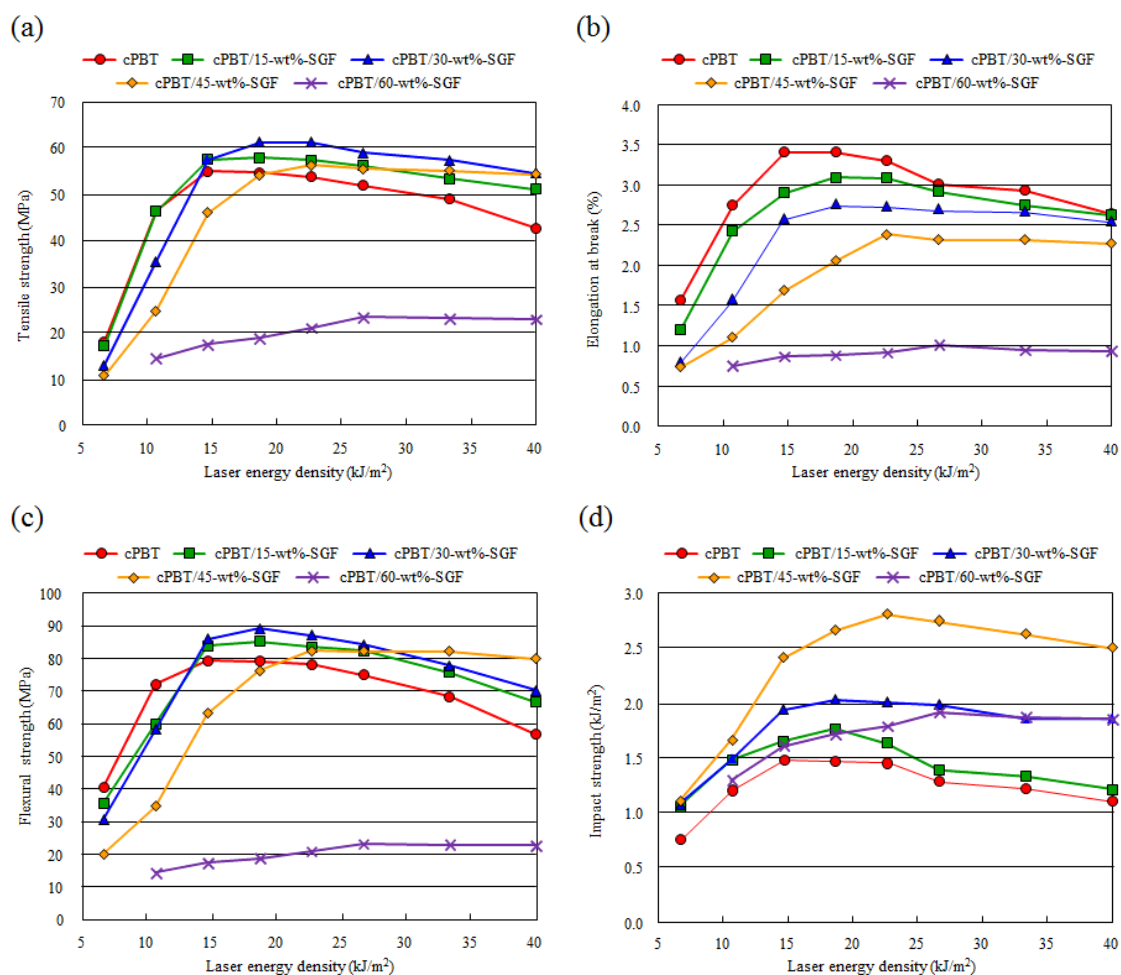 (a)
cPBT cPBT/15-wt%-SGF cPBT/30-wt%-SGF
cPBT/45-wt%-SGF cPBT/60-wt%-SGF
Tensile strength (MPa)
70
60
50
40
30
20
10
0
5 10 15 20 25 30 35 40
Laser energy density (kJ/m²)
(b)
cPBT cPBT/15-wt%-SGF cPBT/30-wt%-SGF
cPBT/45-wt%-SGF cPBT/60-wt%-SGF
Elongation at break (%)
4.0
3.5
3.0
2.5
2.0
1.5
1.0
0.5
0.0
5 10 15 20 25 30 35 40
Laser energy density (kJ/m²)
(c)
cPBT cPBT/15-wt%-SGF cPBT/30-wt%-SGF
cPBT/45-wt%-SGF cPBT/60-wt%-SGF
Flexural strength (MPa)
100
90
80
70
60
50
40
30
20
10
0
5 10 15 20 25 30 35 40
Laser energy density (kJ/m²)
(d)
cPBT cPBT/15-wt%-SGF cPBT/30-wt%-SGF
cPBT/45-wt%-SGF cPBT/60-wt%-SGF
Impact strength (kJ/m²)
3.0
2.5
2.0
1.5
1.0
0.5
0.0
5 10 15 20 25 30 35 40
Laser energy density (kJ/m²)